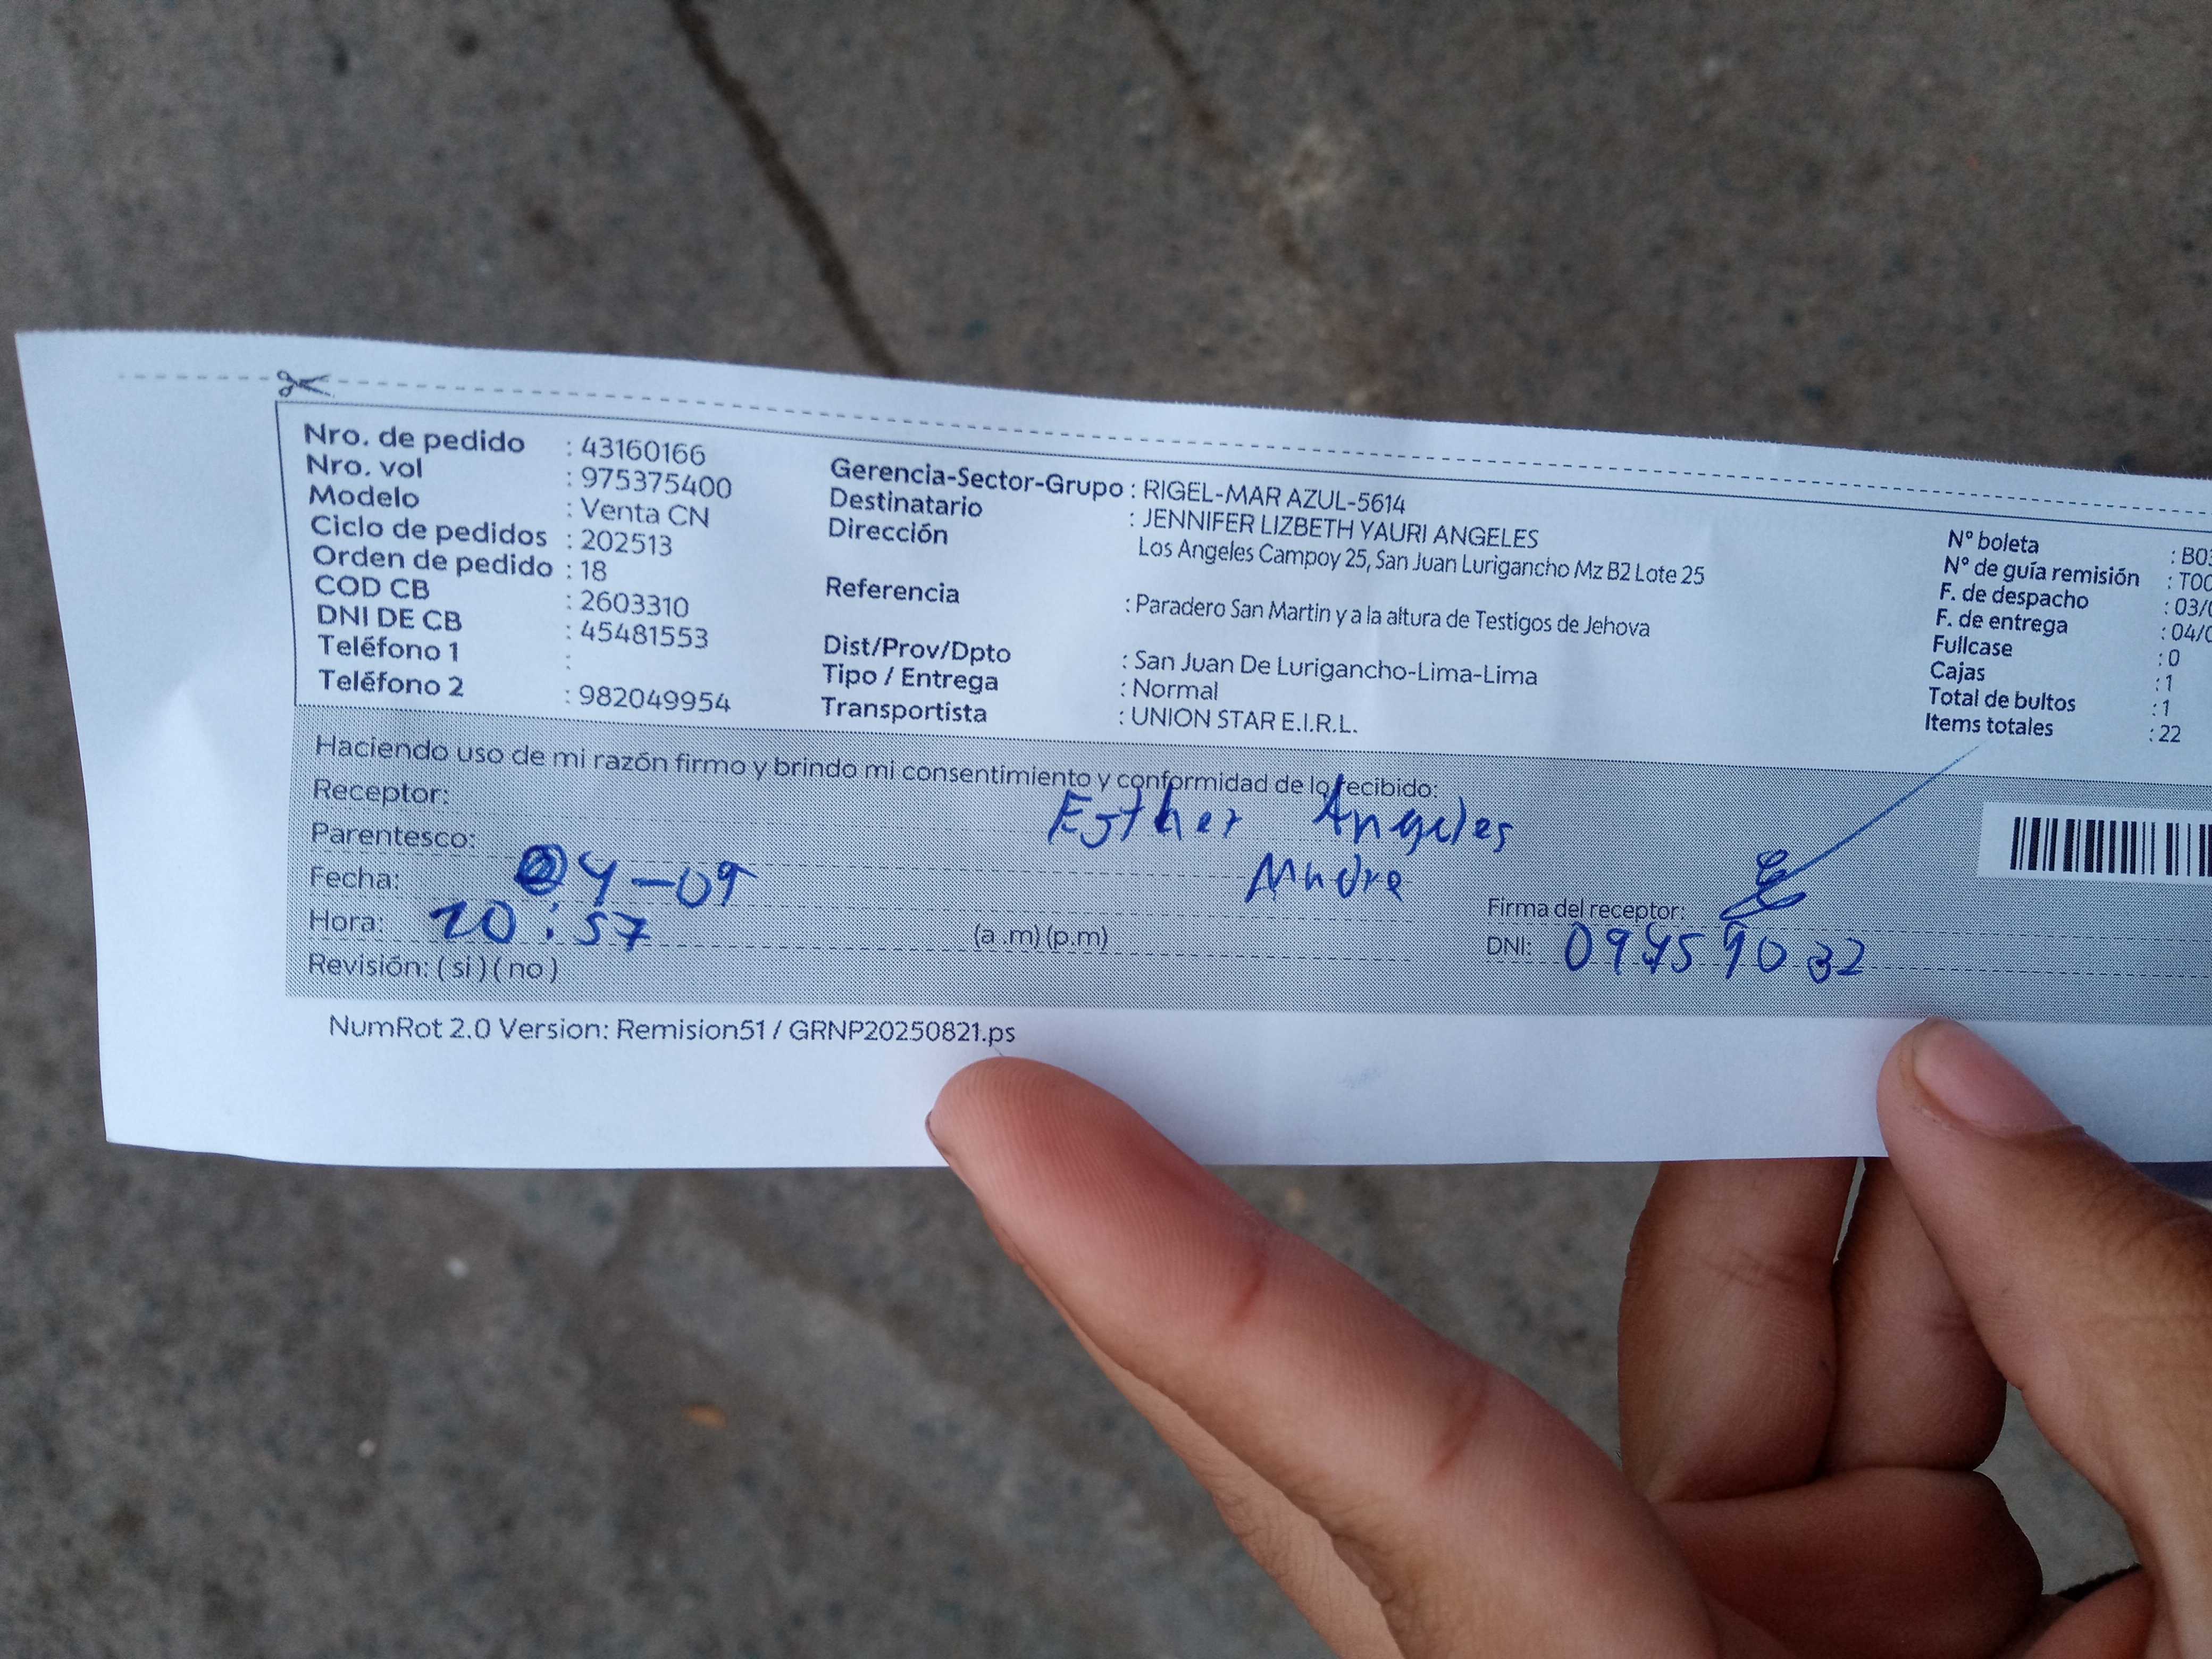 Nro. de pedido : 43160166
Nro. vol : 975375400
Modelo : Venta CN
Ciclo de pedidos : 202513
Orden de pedido : 18
COD CB : 2603310
DNI DE CB : 45481553
Teléfono 1 :
Teléfono 2 : 982049954
Gerencia-Sector-Grupo : RIGEL-MAR AZUL-5614
Destinatario : JENNIFER LIZBETH YAURI ANGELES
Dirección Los Angeles Campoy 25, San Juan Lurigancho Mz B2 Lote 25
Referencia : Paradero San Martin y a la altura de Testigos de Jehova
Dist/Prov/Dpto : San Juan De Lurigancho-Lima-Lima
Tipo / Entrega : Normal
Transportista : UNION STAR E.I.R.L.
N° boleta : B03
N° de guía remisión : T00
F. de despacho : 03/0
F. de entrega : 04/0
Fullcase : 0
Cajas : 1
Total de bultos : 1
Items totales : 22
Haciendo uso de mi razón firmo y brindo mi consentimiento y conformidad de lo recibido:
Receptor: Esther Angeles
Parentesco: Madre
Fecha: 04-09
Hora: 10:57 (a.m) (p.m)
Revisión: ( si ) ( no )
Firma del receptor:
DNI:
NumRot 2.0 Version: Remision51 / GRNP20250821.ps